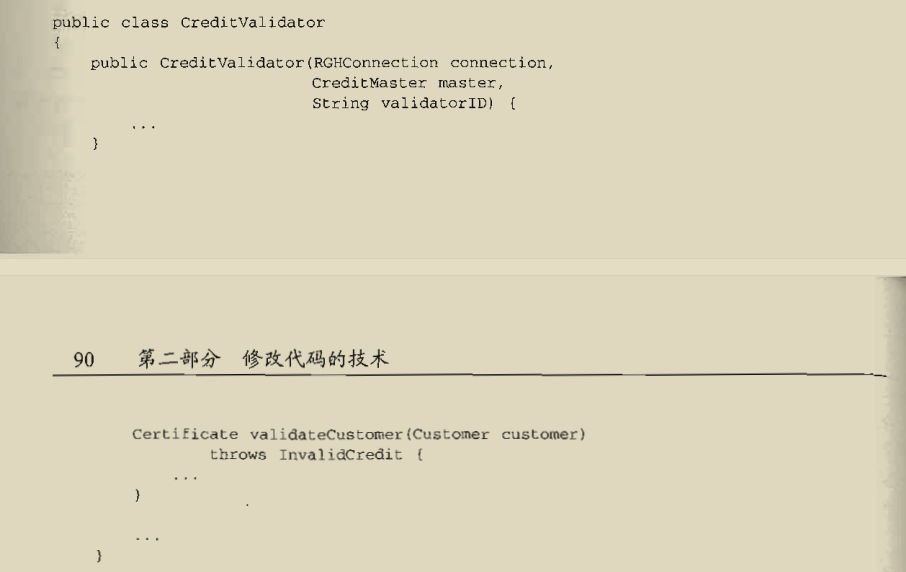 public class CreditValidator
{
    public CreditValidator(RGHConnection connection,
                           CreditMaster master,
                           String validatorID) {
        ...
    }
90 第二部分 修改代码的技术
    Certificate validateCustomer(Customer customer)
            throws InvalidCredit {
        ...
    }
    ...
}